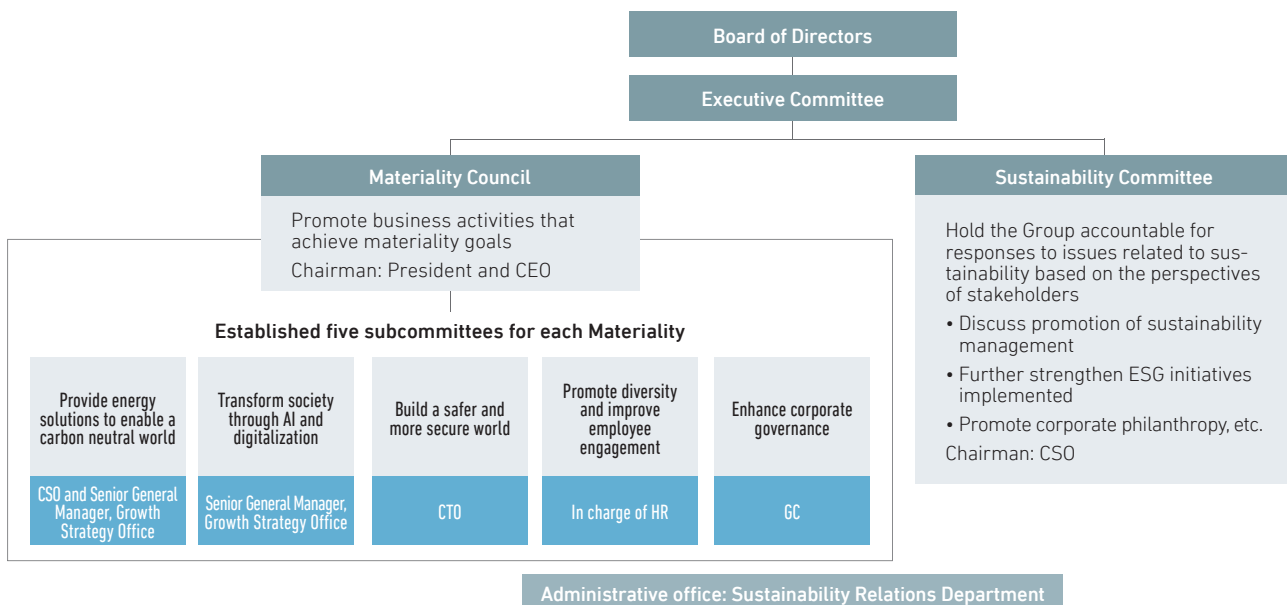 Board of Directors
Executive Committee
Materiality Council
Promote business activities that
achieve materiality goals
Chairman: President and CEO
Sustainability Committee
Hold the Group accountable for
responses to issues related to sus-
tainability based on the perspectives
of stakeholders
• Discuss promotion of sustainability
management
• Further strengthen ESG initiatives
implemented
• Promote corporate philanthropy, etc.
Chairman: CSO
Established five subcommittees for each Materiality
Provide energy
solutions to enable a
carbon neutral world
CSO and Senior General
Manager, Growth
Strategy Office
Transform society
through AI and
digitalization
Senior General Manager,
Growth Strategy Office
Build a safer and
more secure world
CTO
Promote diversity
and improve
employee
engagement
In charge of HR
Enhance corporate
governance
GC
Administrative office: Sustainability Relations Department